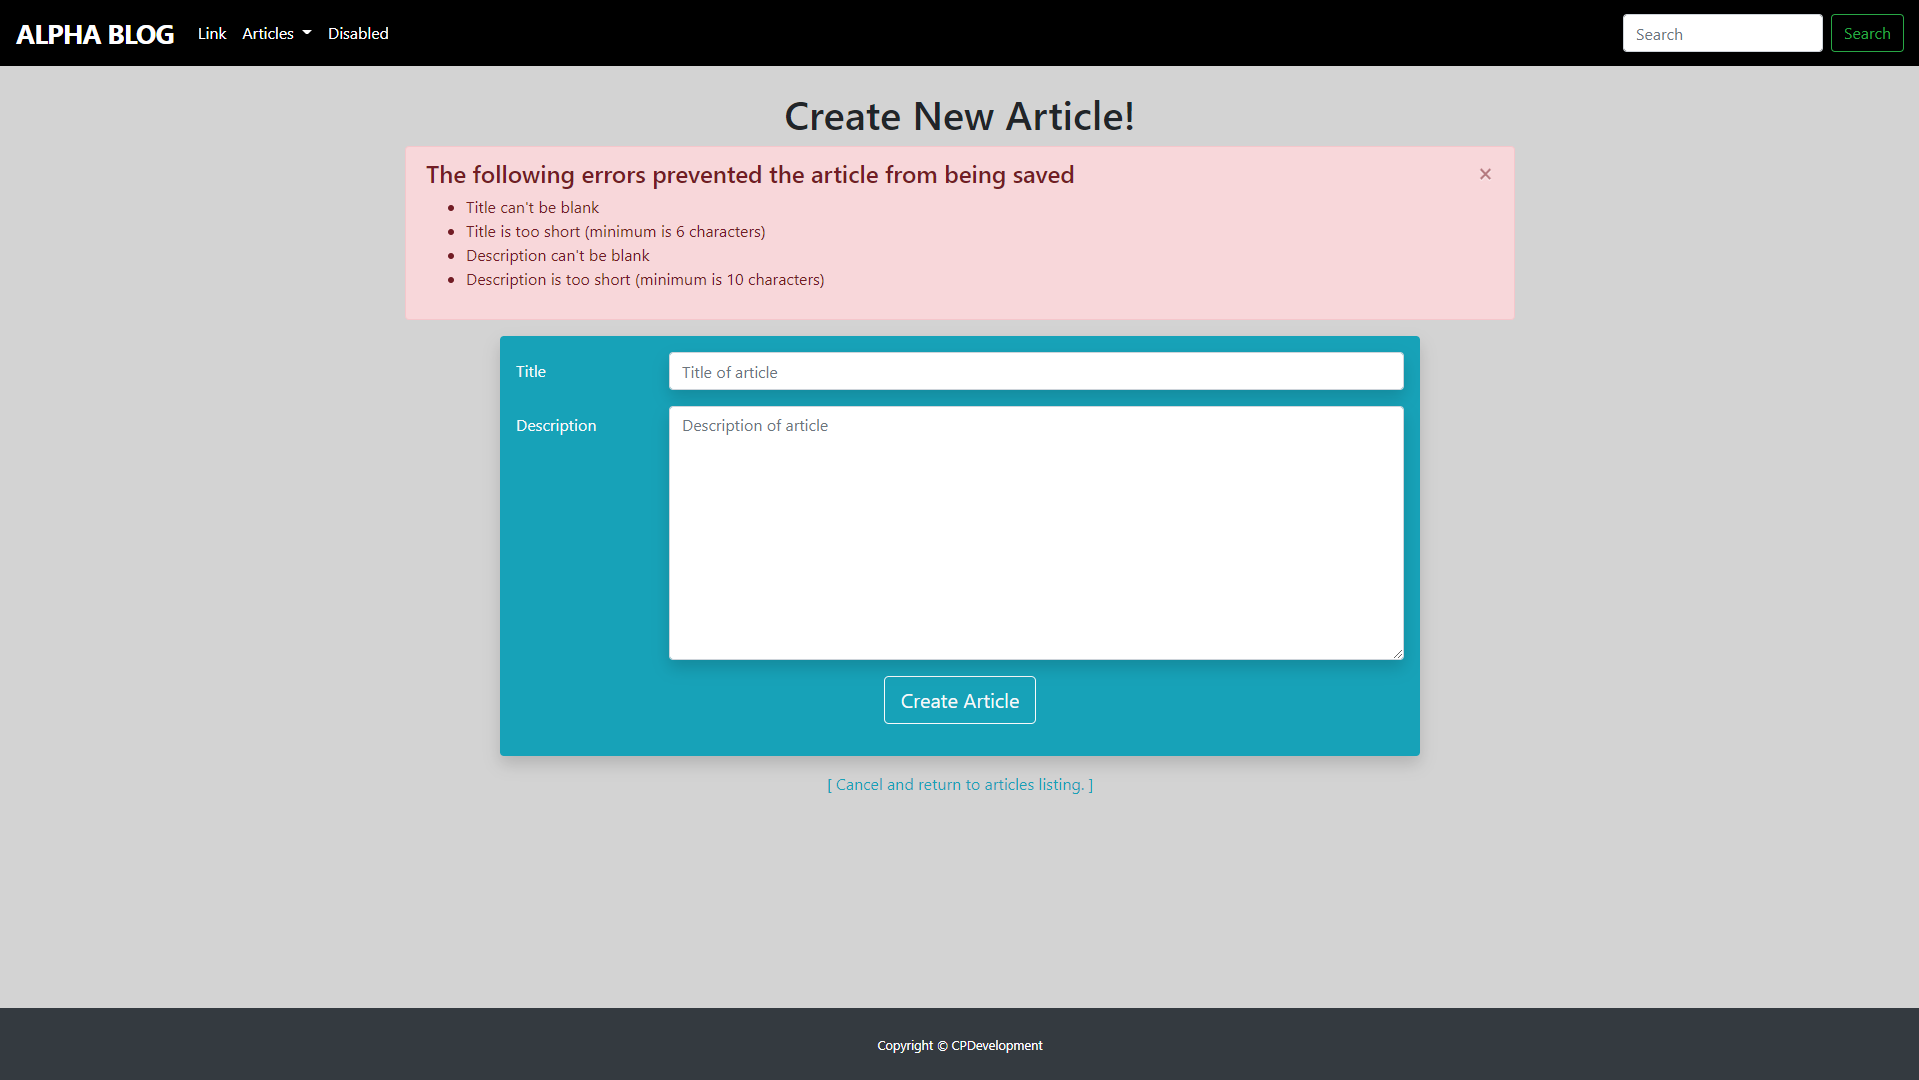 ALPHA BLOG Link Articles Disabled Search Search
Create New Article!
The following errors prevented the article from being saved ×
• Title can't be blank
• Title is too short (minimum is 6 characters)
• Description can't be blank
• Description is too short (minimum is 10 characters)
Title Title of article
Description Description of article
Create Article
[ Cancel and return to articles listing. ]
Copyright © CPDevelopment